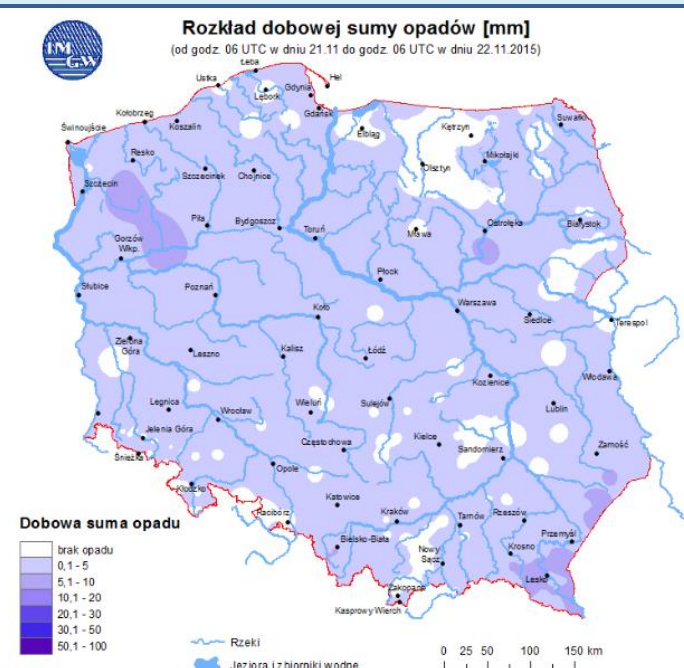 IM
GW
Rozkład dobowej sumy opadów [mm]
(od godz. 06 UTC w dniu 21.11 do godz. 06 UTC w dniu 22.11.2015)
Łeba
Hel
Ustka
Lębork
Gdynia
Gdańsk
Suwałki
Kołobrzeg
Koszalin
Elbląg
Kętrzyn
Świnoujście
Resko
Mikołajki
Olsztyn
Szczecinek
Chojnice
Szczecin
Piła
Bydgoszcz
Toruń
Mława
Ostrołęka
Białystok
Gorzów
Wlkp.
Płock
Słubice
Poznań
Koło
Warszawa
Siedlce
Terespol
Zielona
Góra
Leszno
Kalisz
Łódź
Kozienice
Włodawa
Legnica
Wrocław
Wieluń
Sulejów
Lublin
Jelenia Góra
Częstochowa
Kielce
Sandomierz
Zamość
Śnieżka
Opole
Kłodzko
Katowice
Racibórz
Kraków
Tarnów
Rzeszów
Przemyśl
Bielsko-Biała
Nowy
Sącz
Krosno
Lesko
Zakopane
Kasprowy Wierch
Dobowa suma opadu
brak opadu
0,1 - 5
5,1 - 10
10,1 - 20
20,1 - 30
30,1 - 50
50,1 - 100
Rzeki
Jeziora i zbiorniki wodne
0 25 50 100 150 km